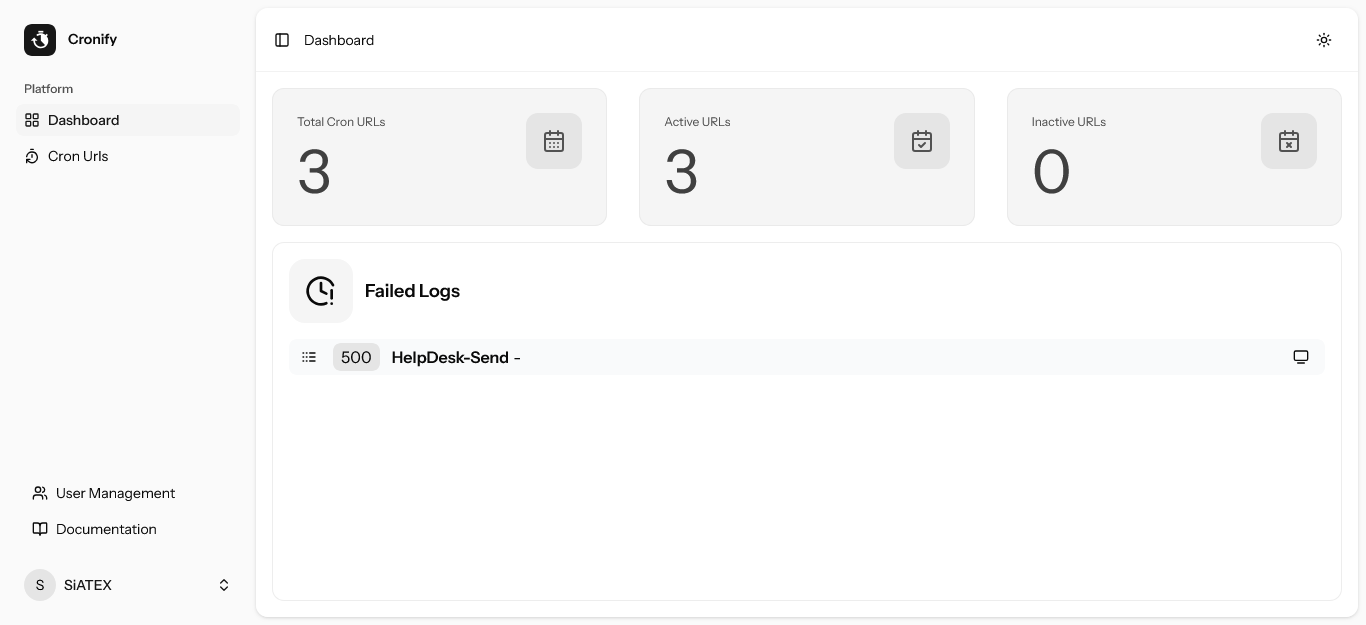 Cronify
Platform
Dashboard
Cron Urls
User Management
Documentation
S SiATEX
Dashboard
Total Cron URLs
3
Active URLs
3
Inactive URLs
0
Failed Logs
500 HelpDesk-Send -